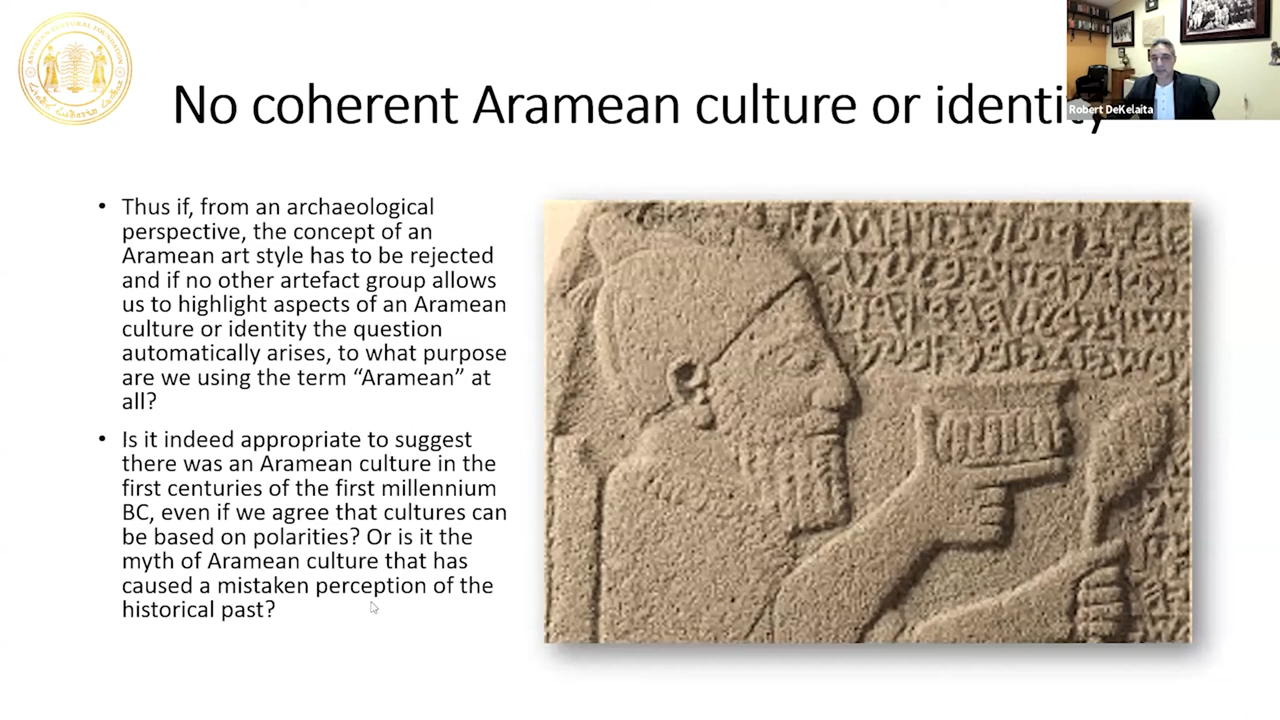 No coherent Aramean culture or identity
Robert DeKelaita
• Thus if, from an archaeological
perspective, the concept of an
Aramean art style has to be rejected
and if no other artefact group allows
us to highlight aspects of an Aramean
culture or identity the question
automatically arises, to what purpose
are we using the term “Aramean” at
all?
• Is it indeed appropriate to suggest
there was an Aramean culture in the
first centuries of the first millennium
BC, even if we agree that cultures can
be based on polarities? Or is it the
myth of Aramean culture that has
caused a mistaken perception of the
historical past?